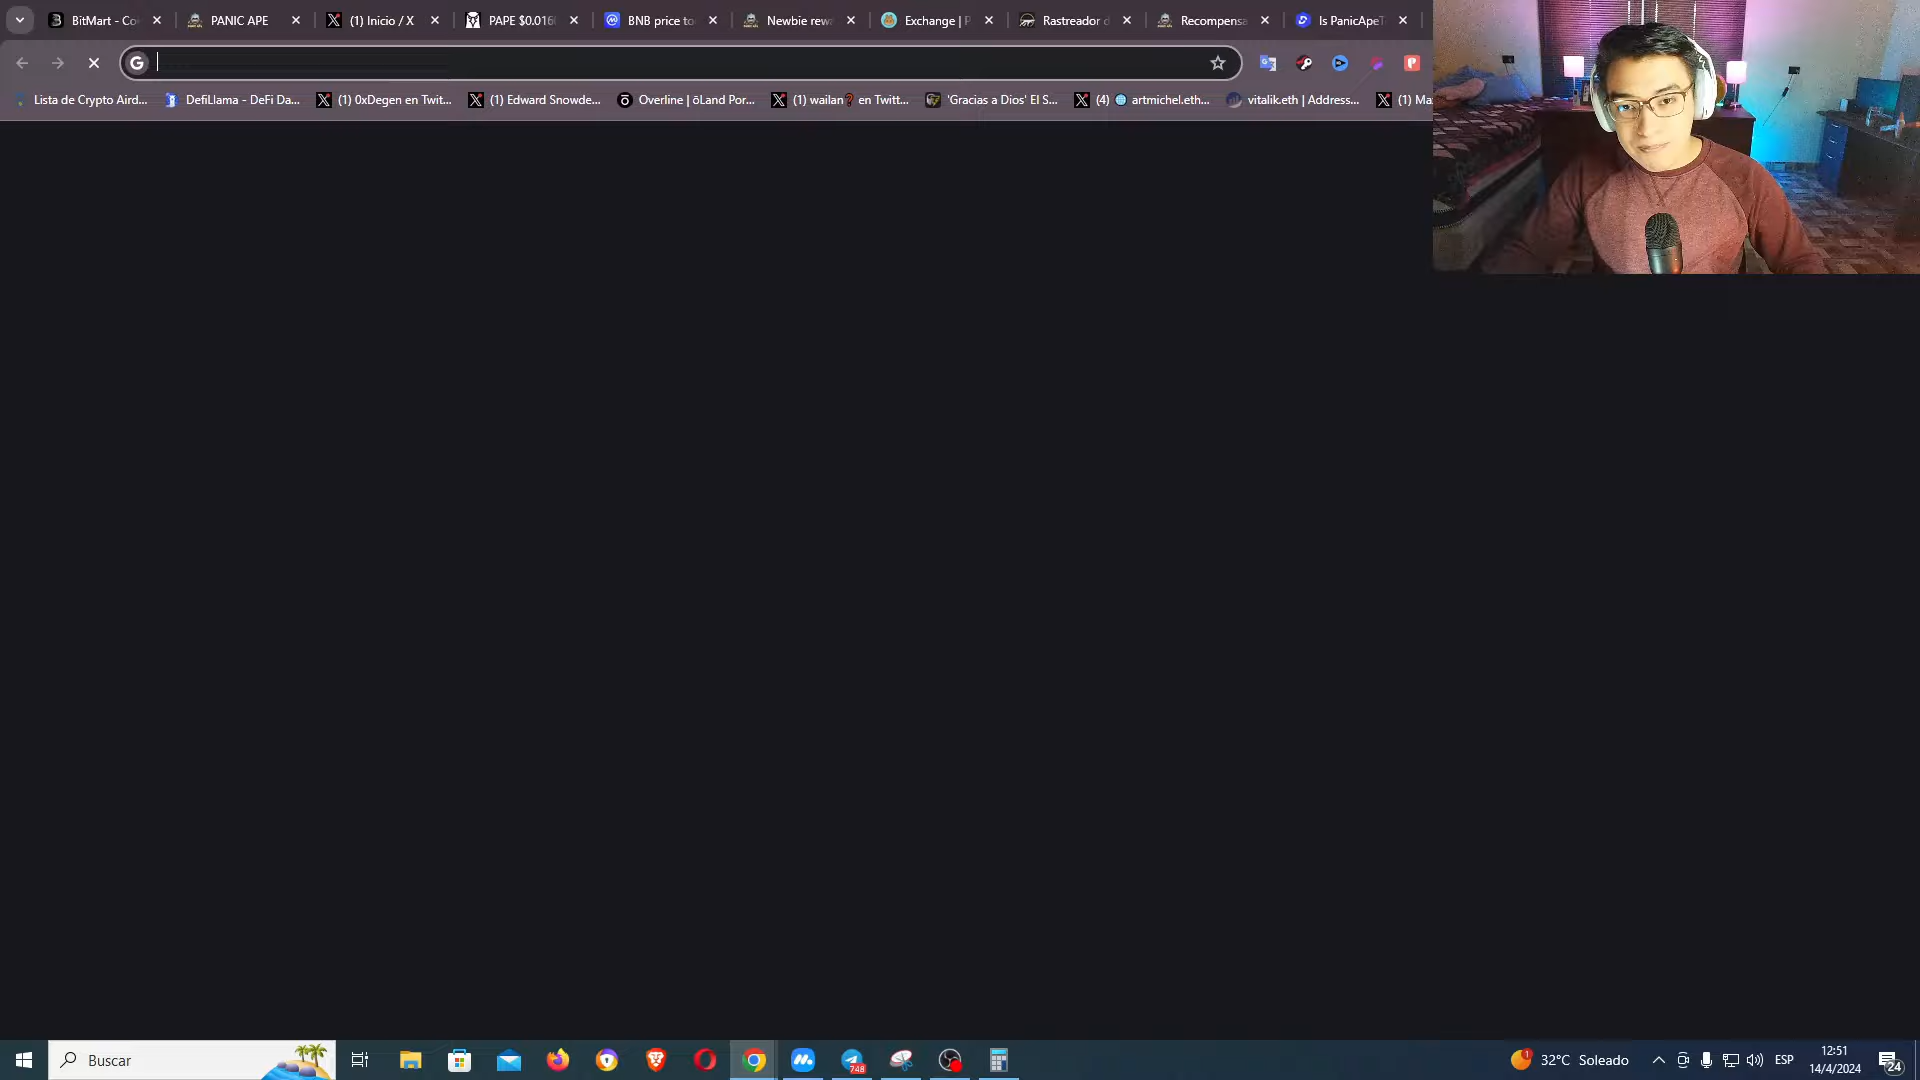 BitMart - Co
PANIC APE
(1) Inicio / X
PAPE $0.016
BNB price to
Newbie rew
Exchange | P
Rastreador d
Recompensa
Is PanicApeT
Lista de Crypto Aird...
DefiLlama - DeFi Da...
(1) 0xDegen en Twit...
(1) Edward Snowde...
Overline | ōLand Por...
(1) wailan❓ en Twitt...
'Gracias a Dios' El S...
(4) 🌐 artmichel.eth...
vitalik.eth | Address...
(1) Ma
Buscar
748
32°C Soleado
ESP
12:51
14/4/2024
24